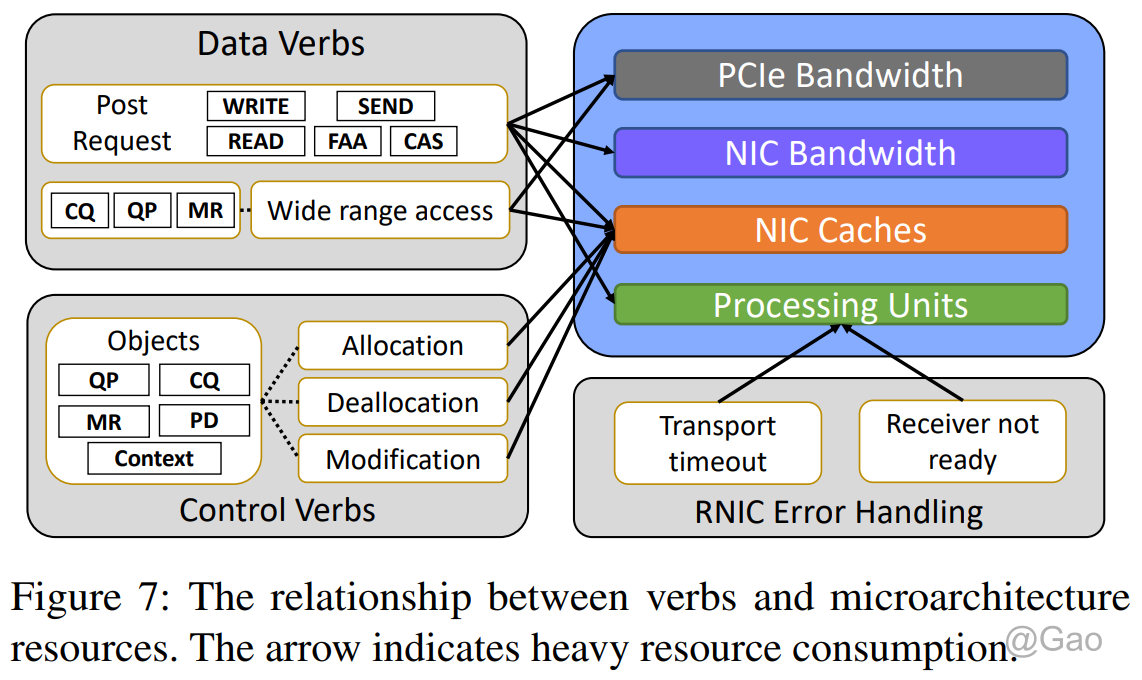 Data Verbs
Post
Request
WRITE
SEND
READ
FAA
CAS
CQ
QP
MR
Wide range access
Objects
QP
CQ
MR
PD
Context
Allocation
Deallocation
Modification
Control Verbs
PCIe Bandwidth
NIC Bandwidth
NIC Caches
Processing Units
Transport
timeout
Receiver not
ready
RNIC Error Handling
Figure 7: The relationship between verbs and microarchitecture
resources. The arrow indicates heavy resource consumption.
@Gao